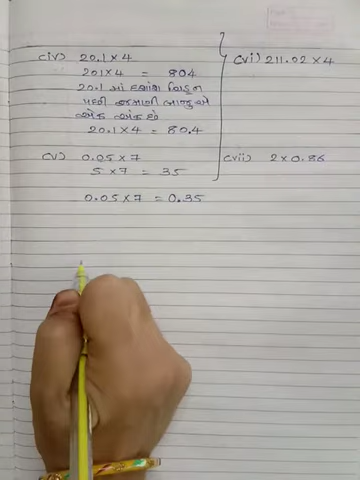 (iv) 20.1 × 4
201 × 4 = 804
20.1 માં દશાંશ ચિહ્ન
પછી જમણી બાજુએ
એક અંક છે
20.1 × 4 = 80.4
(v) 0.05 × 7
5 × 7 = 35
0.05 × 7 = 0.35
(vi) 211.02 × 4
(vii) 2 × 0.86